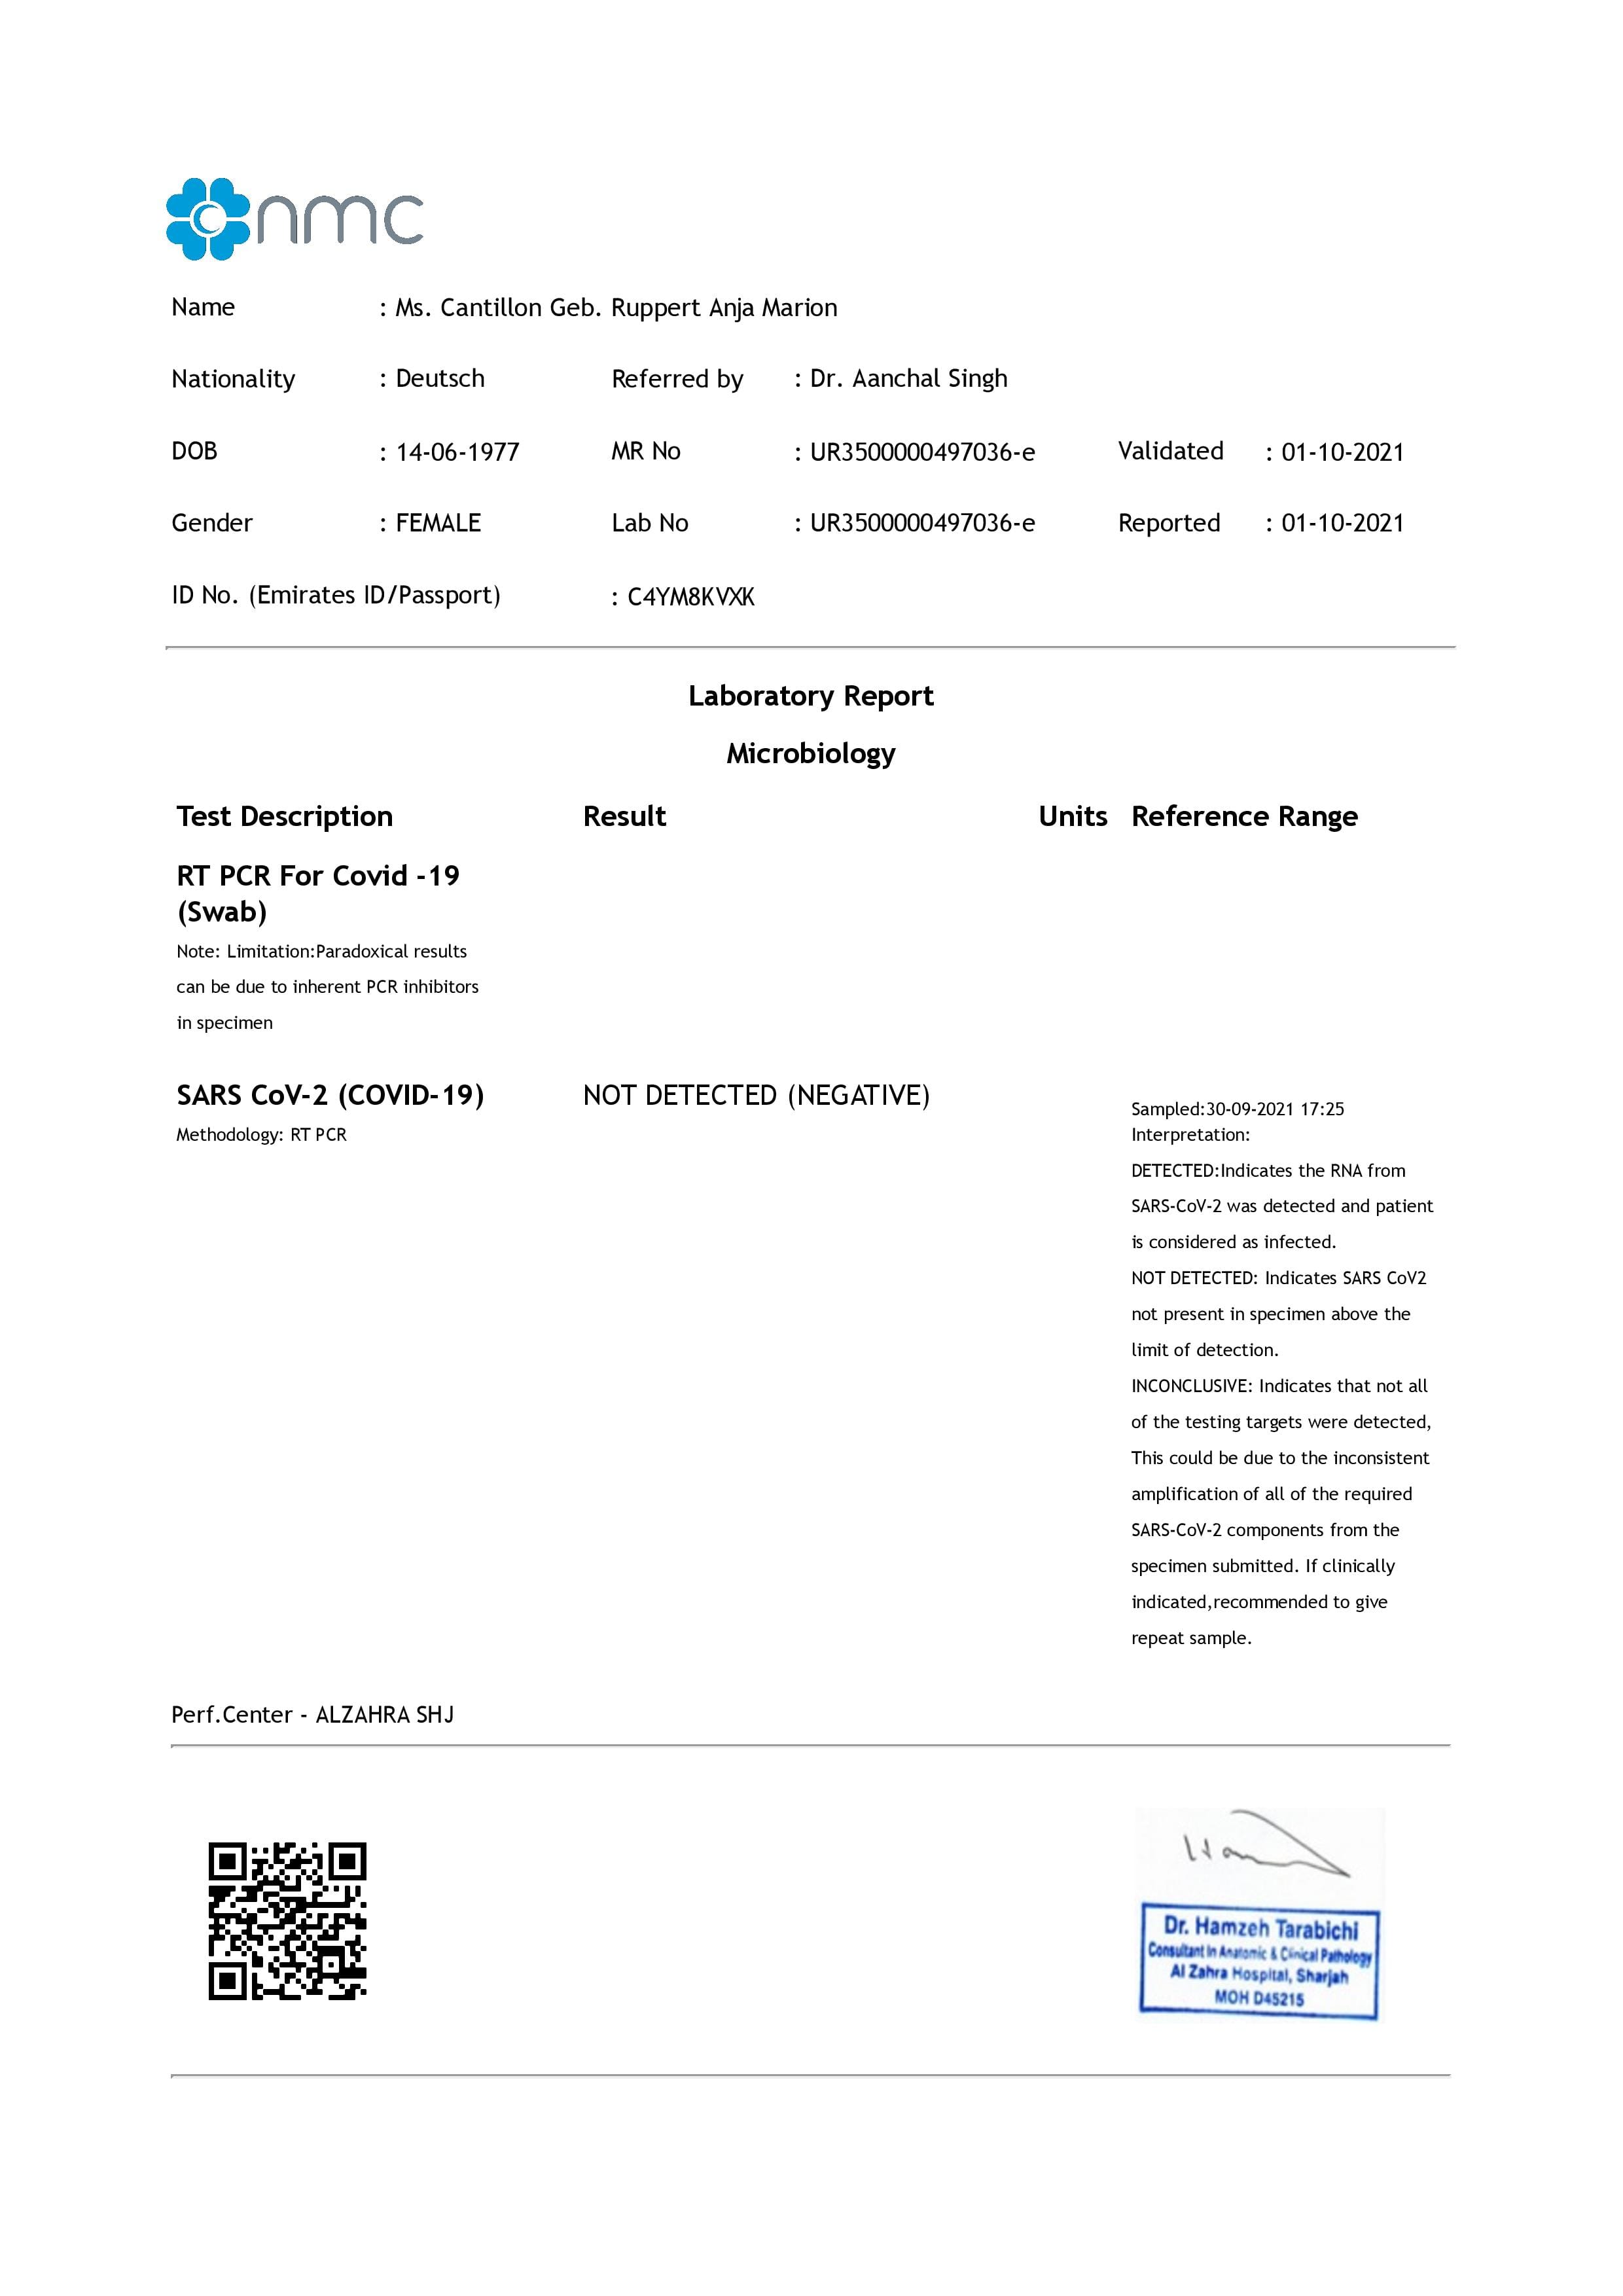 nmc
Name : Ms. Cantillon Geb. Ruppert Anja Marion
Nationality : Deutsch Referred by : Dr. Aanchal Singh
DOB : 14-06-1977 MR No : UR3500000497036-e Validated : 01-10-2021
Gender : FEMALE Lab No : UR3500000497036-e Reported : 01-10-2021
ID No. (Emirates ID/Passport) : C4YM8KVXK
Laboratory Report
Microbiology
Test Description Result Units Reference Range
RT PCR For Covid -19
(Swab)
Note: Limitation:Paradoxical results
can be due to inherent PCR inhibitors
in specimen
SARS CoV-2 (COVID-19) NOT DETECTED (NEGATIVE)
Methodology: RT PCR
Sampled:30-09-2021 17:25
Interpretation:
DETECTED:Indicates the RNA from
SARS-CoV-2 was detected and patient
is considered as infected.
NOT DETECTED: Indicates SARS CoV2
not present in specimen above the
limit of detection.
INCONCLUSIVE: Indicates that not all
of the testing targets were detected,
This could be due to the inconsistent
amplification of all of the required
SARS-CoV-2 components from the
specimen submitted. If clinically
indicated,recommended to give
repeat sample.
Perf.Center - ALZAHRA SHJ
Dr. Hamzeh Tarabichi
Consultant In Anatomic & Clinical Pathology
Al Zahra Hospital, Sharjah
MOH D45215